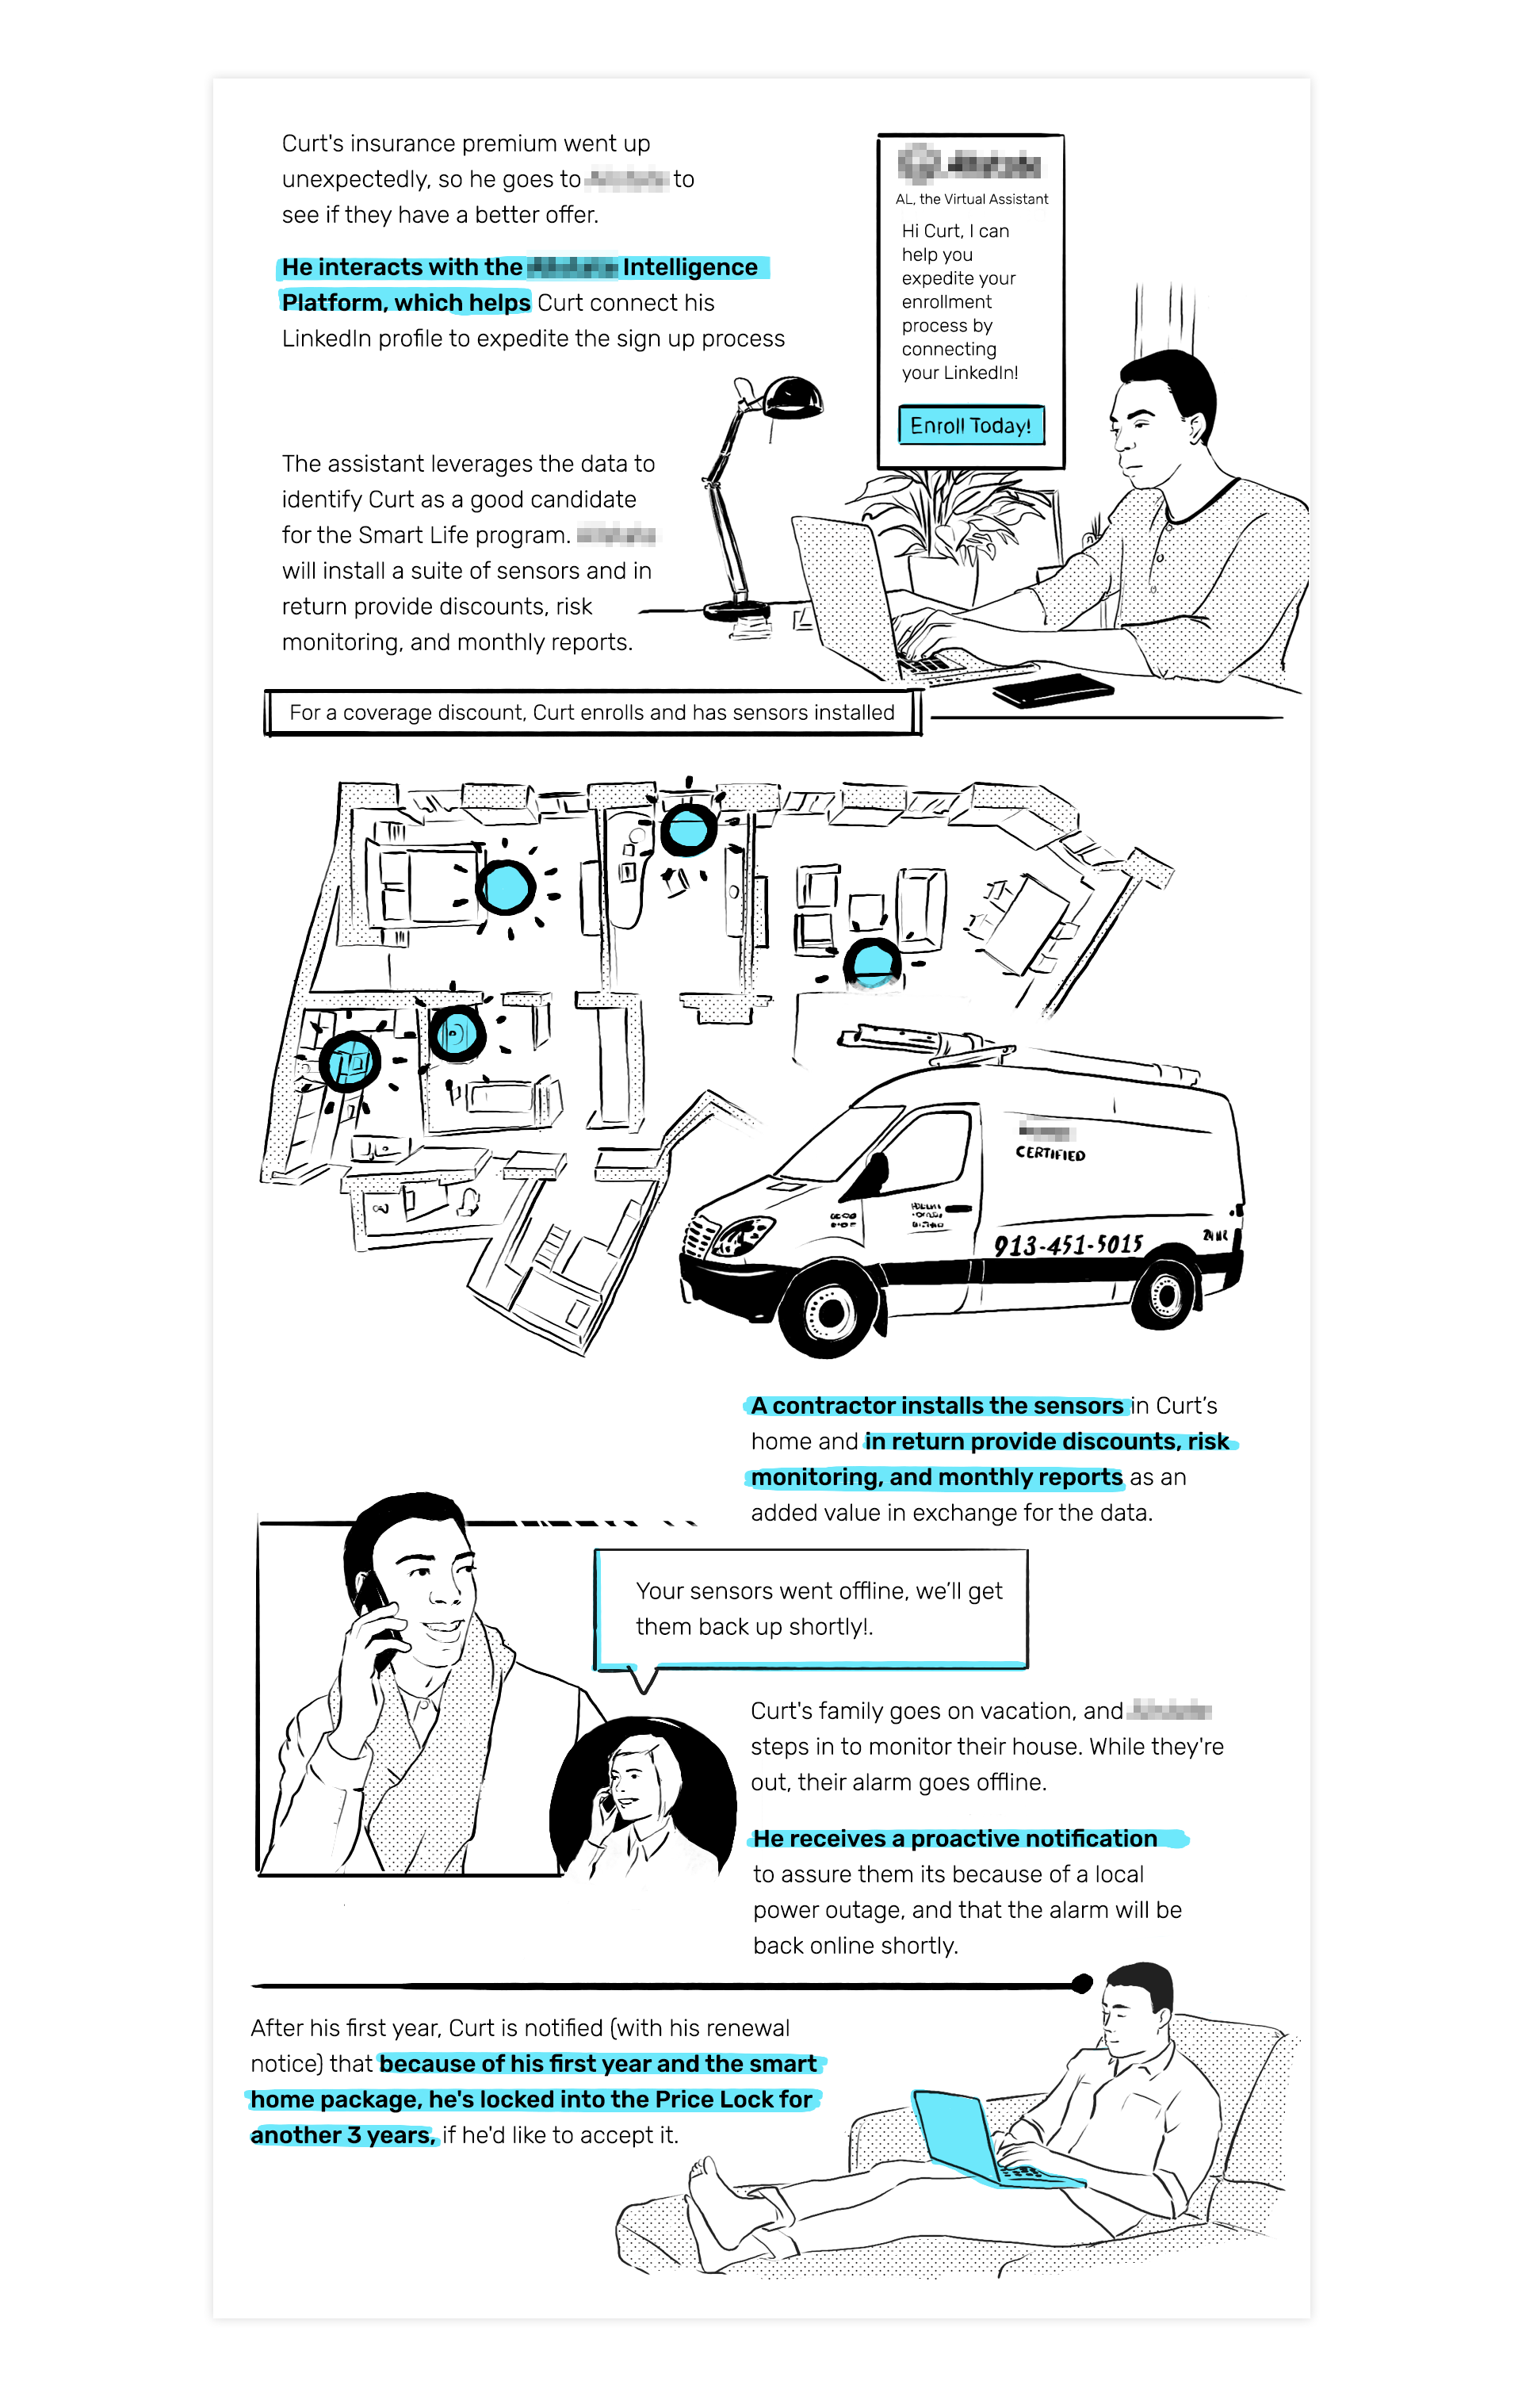 Curt's insurance premium went up
unexpectedly, so he goes to to
see if they have a better offer.
He interacts with the Intelligence
Platform, which helps Curt connect his
LinkedIn profile to expedite the sign up process
AL, the Virtual Assistant
Hi Curt, I can
help you
expedite your
enrollment
process by
connecting
your LinkedIn!
Enroll Today!
The assistant leverages the data to
identify Curt as a good candidate
for the Smart Life program.
will install a suite of sensors and in
return provide discounts, risk
monitoring, and monthly reports.
For a coverage discount, Curt enrolls and has sensors installed
CERTIFIED
913-451-5015
24 HR
A contractor installs the sensors in Curt’s
home and in return provide discounts, risk
monitoring, and monthly reports as an
added value in exchange for the data.
Your sensors went offline, we’ll get
them back up shortly!.
Curt's family goes on vacation, and
steps in to monitor their house. While they're
out, their alarm goes offline.
He receives a proactive notification
to assure them its because of a local
power outage, and that the alarm will be
back online shortly.
After his first year, Curt is notified (with his renewal
notice) that because of his first year and the smart
home package, he's locked into the Price Lock for
another 3 years, if he'd like to accept it.